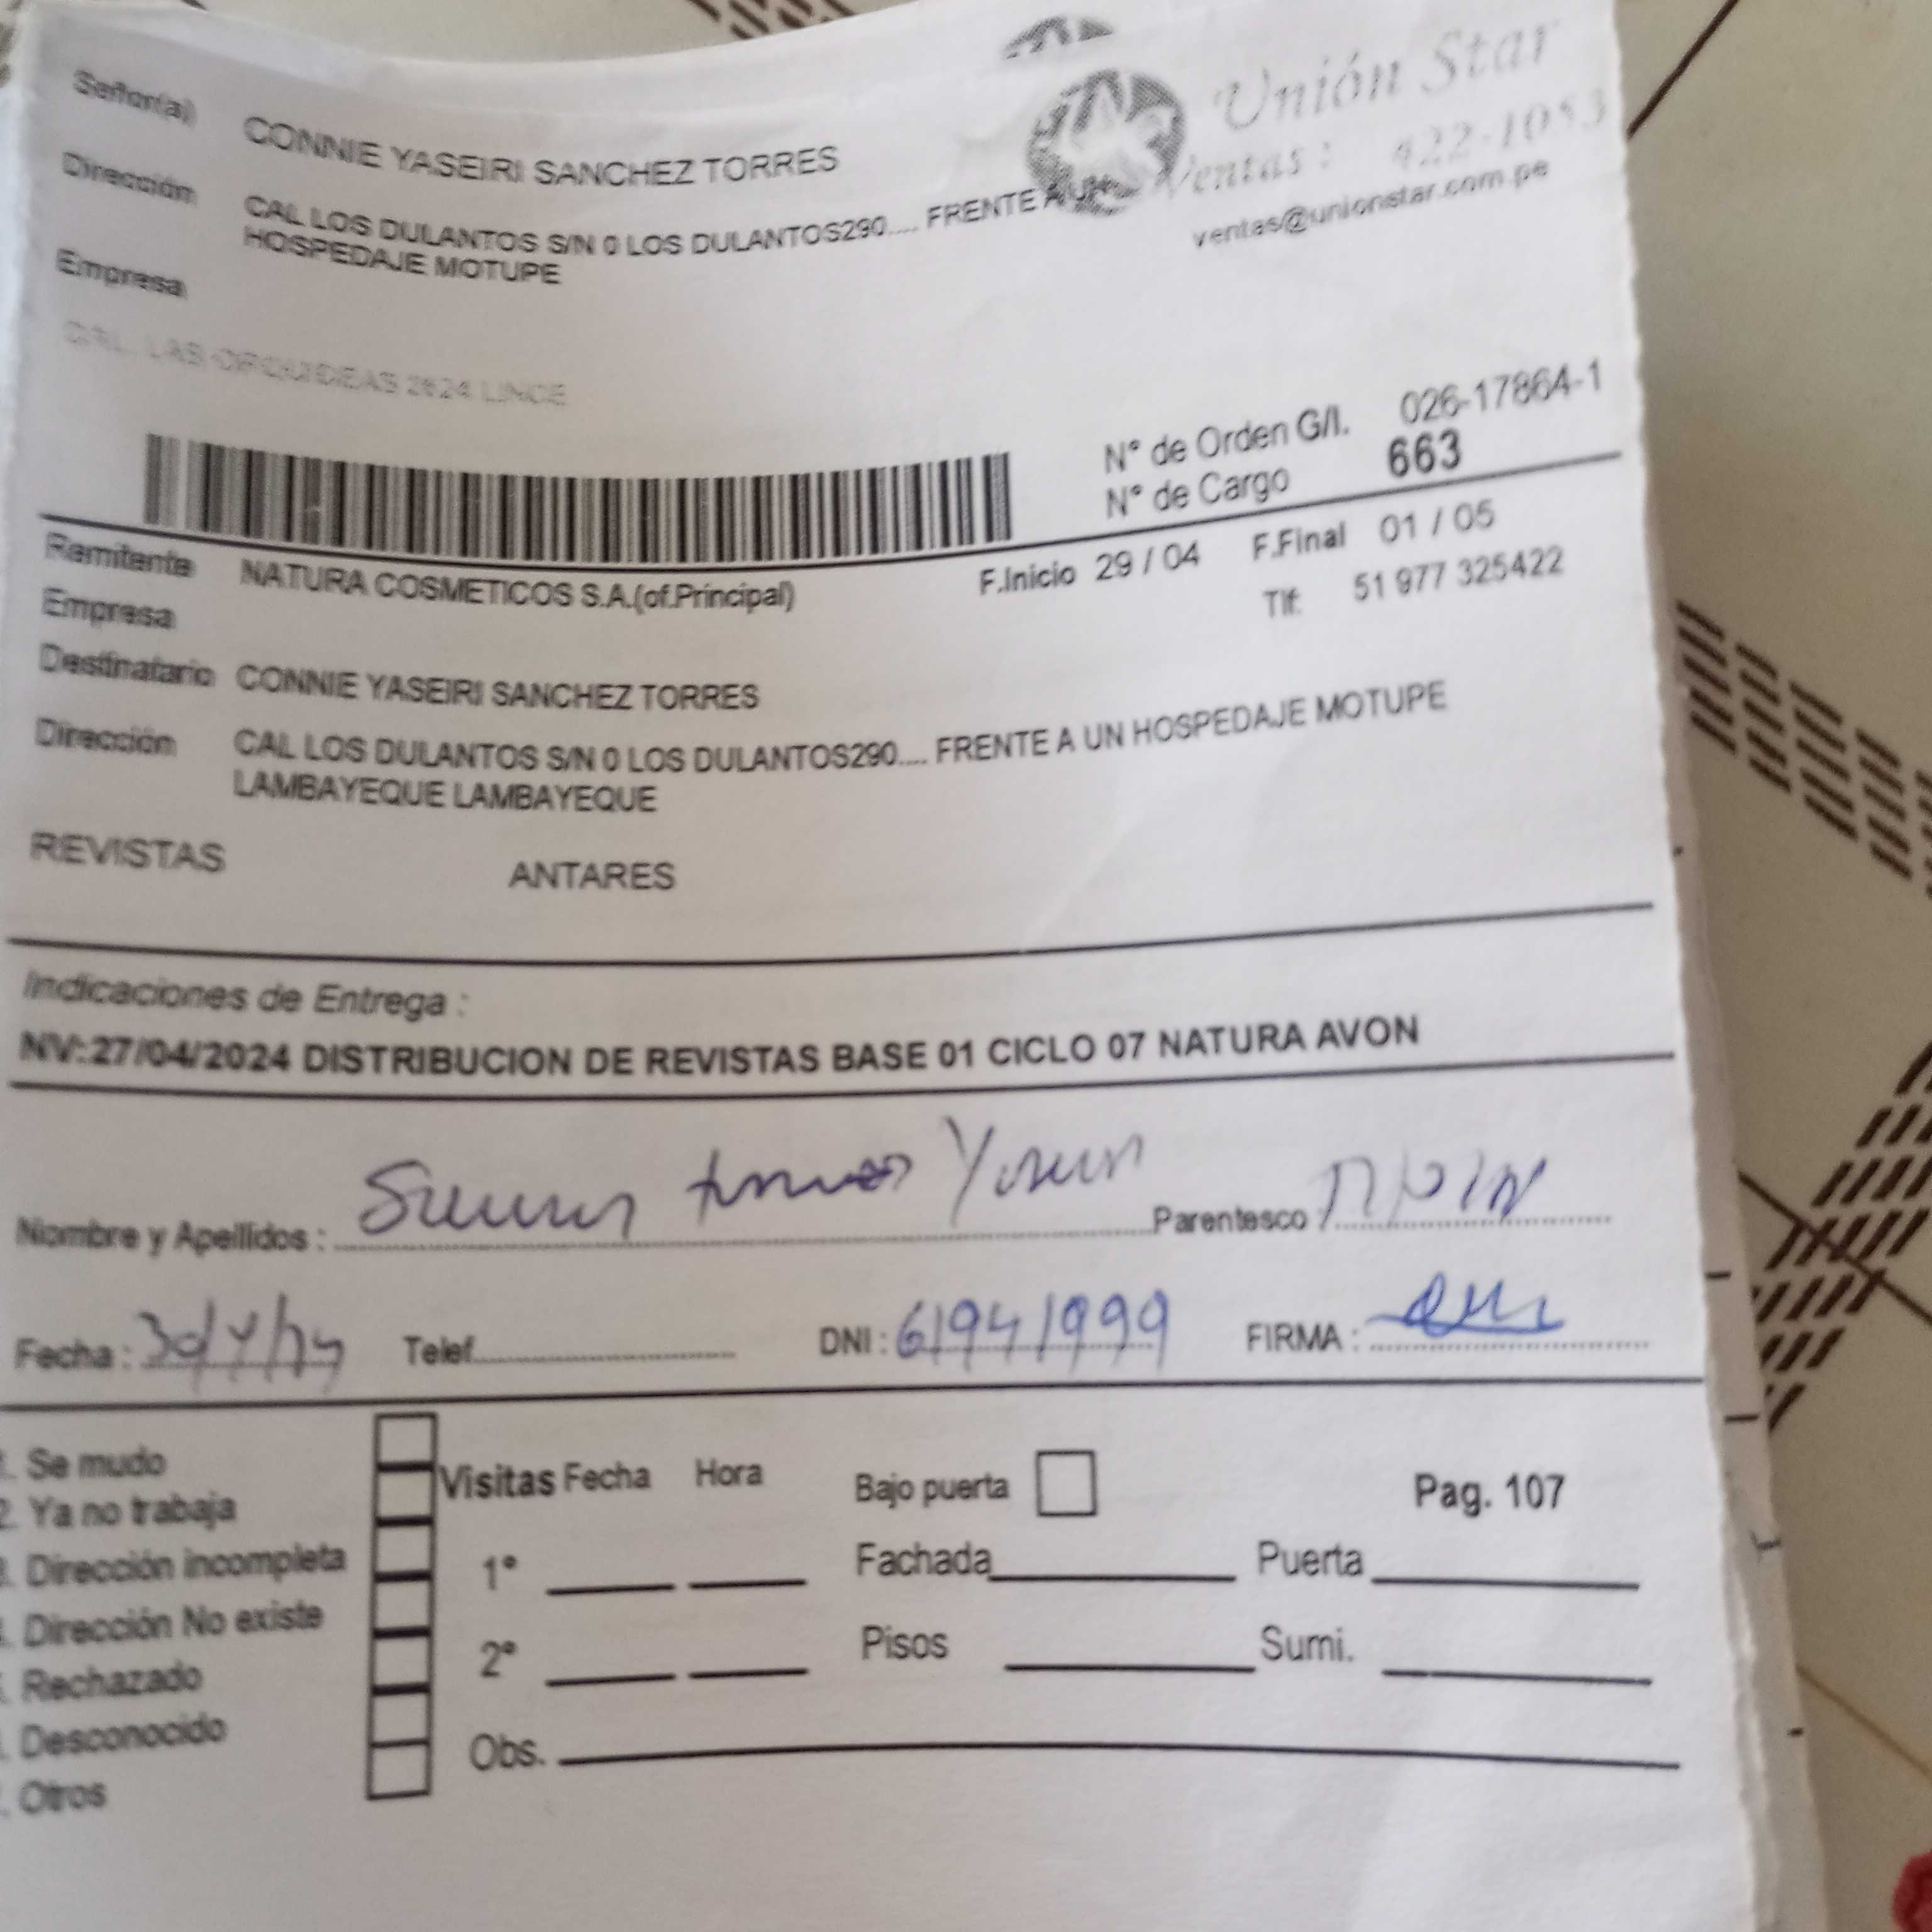 Unión Star
Señor(a) CONNIE YASEIRI SANCHEZ TORRES
Ventas : 422-1053
ventas@unionstar.com.pe
Dirección CAL LOS DULANTOS S/N 0 LOS DULANTOS290.... FRENTE A UN
HOSPEDAJE MOTUPE
Empresa
CAL. LAS ORQUIDEAS 2624 LINCE
N° de Orden G/I. 026-17864-1
N° de Cargo 663
Remitente NATURA COSMETICOS S.A.(of.Principal) F.Inicio 29 / 04 F.Final 01 / 05
Empresa Tlf: 51 977 325422
Destinatario CONNIE YASEIRI SANCHEZ TORRES
Dirección CAL LOS DULANTOS S/N 0 LOS DULANTOS290.... FRENTE A UN HOSPEDAJE MOTUPE
LAMBAYEQUE LAMBAYEQUE
REVISTAS ANTARES
Indicaciones de Entrega :
NV:27/04/2024 DISTRIBUCION DE REVISTAS BASE 01 CICLO 07 NATURA AVON
Nombre y Apellidos : Parentesco
Fecha : Telef. DNI : 61941999 FIRMA :
. Se mudo
2. Ya no trabaja
. Dirección incompleta
. Dirección No existe
. Rechazado
. Desconocido
. Otros
Visitas Fecha Hora
1°
2°
Obs.
Bajo puerta Pag. 107
Fachada Puerta
Pisos Sumi.